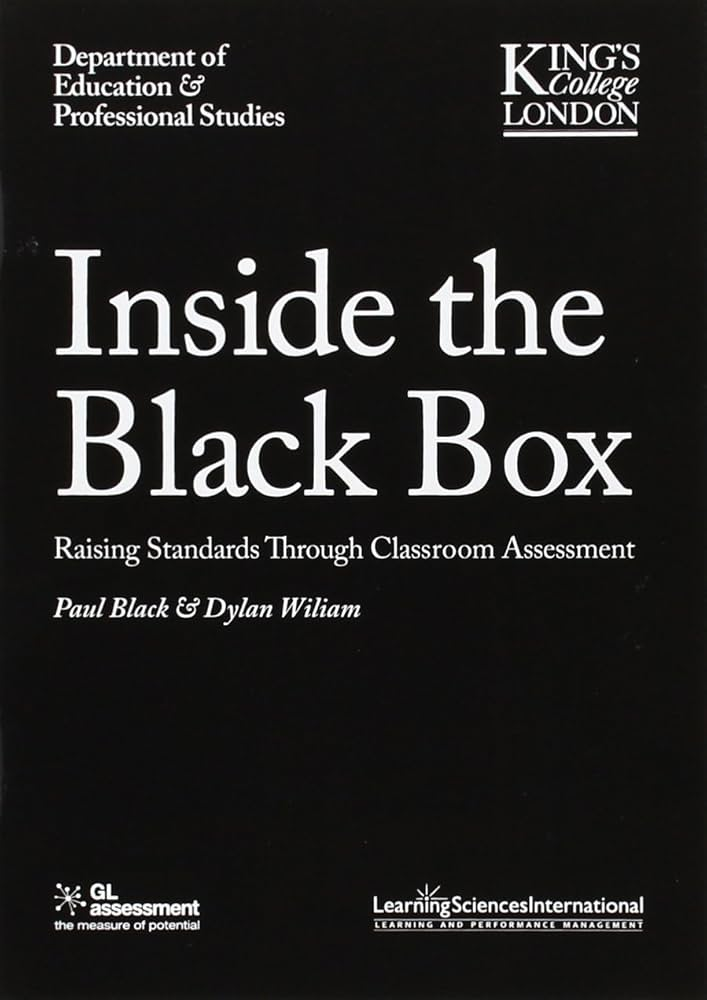 Department of
Education &
Professional Studies
KING'S
College
LONDON
Inside the
Black Box
Raising Standards Through Classroom Assessment
Paul Black & Dylan Wiliam
GL
assessment
the measure of potential
LearningSciencesInternational
LEARNING AND PERFORMANCE MANAGEMENT